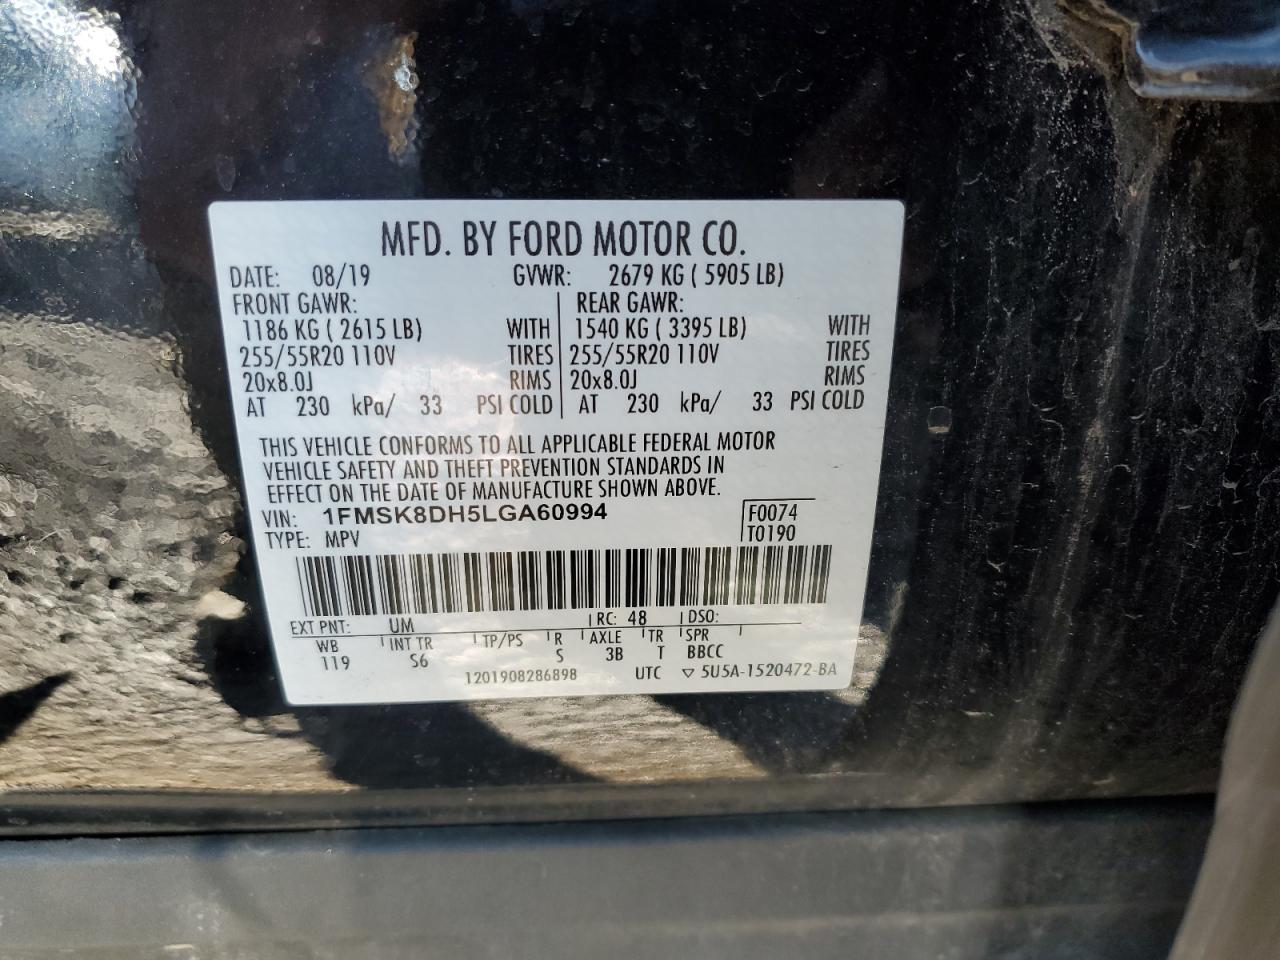 MFD. BY FORD MOTOR CO.
DATE: 08/19 GVWR: 2679 KG ( 5905 LB)
FRONT GAWR: REAR GAWR:
1186 KG ( 2615 LB) WITH 1540 KG ( 3395 LB) WITH
255/55R20 110V TIRES 255/55R20 110V TIRES
20x8.0J RIMS 20x8.0J RIMS
AT 230 kPa/ 33 PSI COLD AT 230 kPa/ 33 PSI COLD
THIS VEHICLE CONFORMS TO ALL APPLICABLE FEDERAL MOTOR
VEHICLE SAFETY AND THEFT PREVENTION STANDARDS IN
EFFECT ON THE DATE OF MANUFACTURE SHOWN ABOVE.
VIN: 1FMSK8DH5LGA60994 F0074
TYPE: MPV T0190
EXT PNT: UM RC: 48 DSO:
WB INT TR TP/PS R AXLE TR SPR
119 S6 S 3B T BBCC
1201908286898 UTC ▽ 5U5A-1520472-BA